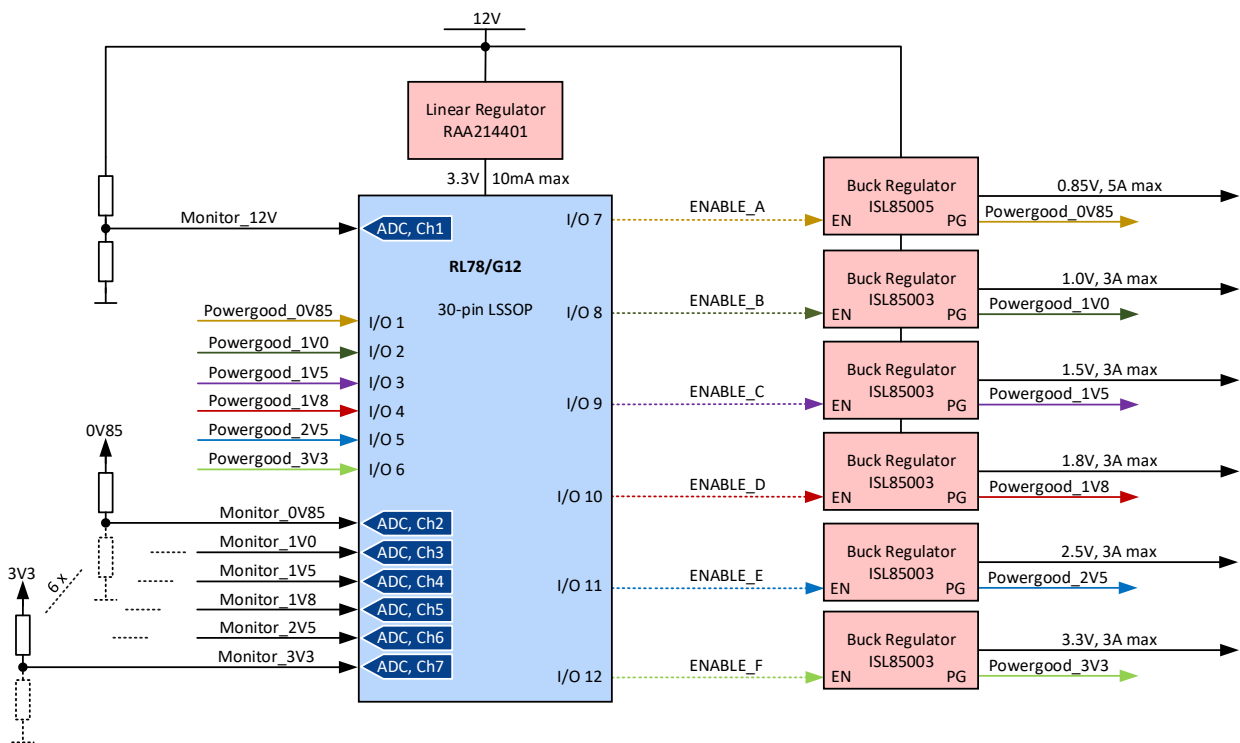 12V
Linear Regulator
RAA214401
3.3V
10mA max
Monitor_12V
ADC, Ch1
RL78/G12
30-pin LSSOP
Powergood_0V85
I/O 1
Powergood_1V0
I/O 2
Powergood_1V5
I/O 3
Powergood_1V8
I/O 4
Powergood_2V5
I/O 5
Powergood_3V3
I/O 6
0V85
Monitor_0V85
ADC, Ch2
Monitor_1V0
ADC, Ch3
Monitor_1V5
ADC, Ch4
Monitor_1V8
ADC, Ch5
Monitor_2V5
ADC, Ch6
Monitor_3V3
ADC, Ch7
3V3
6 x
I/O 7
ENABLE_A
Buck Regulator
ISL85005
EN
PG
0.85V, 5A max
Powergood_0V85
I/O 8
ENABLE_B
Buck Regulator
ISL85003
EN
PG
1.0V, 3A max
Powergood_1V0
I/O 9
ENABLE_C
Buck Regulator
ISL85003
EN
PG
1.5V, 3A max
Powergood_1V5
I/O 10
ENABLE_D
Buck Regulator
ISL85003
EN
PG
1.8V, 3A max
Powergood_1V8
I/O 11
ENABLE_E
Buck Regulator
ISL85003
EN
PG
2.5V, 3A max
Powergood_2V5
I/O 12
ENABLE_F
Buck Regulator
ISL85003
EN
PG
3.3V, 3A max
Powergood_3V3